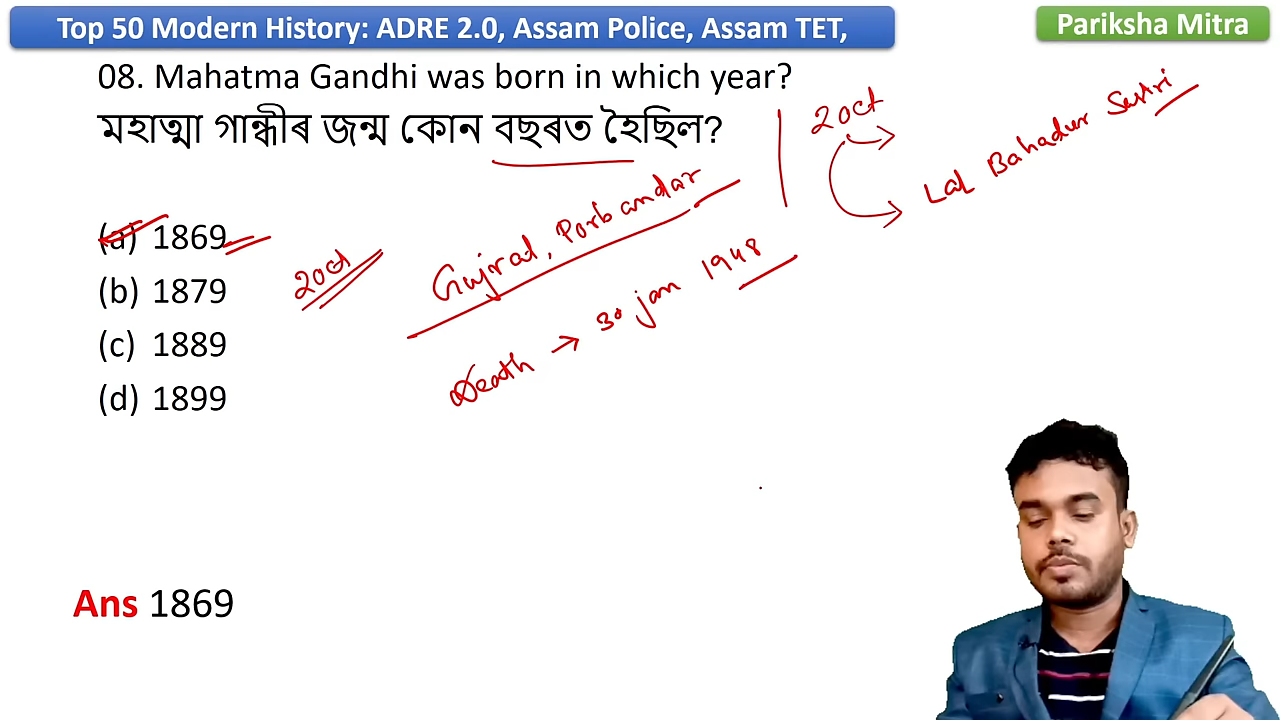 Top 50 Modern History: ADRE 2.0, Assam Police, Assam TET,
Pariksha Mitra
08. Mahatma Gandhi was born in which year?
মহাত্মা গান্ধীৰ জন্ম কোন বছৰত হৈছিল?
2 oct
Lal Bahadur Sastri
(a) 1869
(b) 1879
(c) 1889
(d) 1899
2 oct
Gujrad, Porbandar
Death → 30 jan 1948
Ans 1869